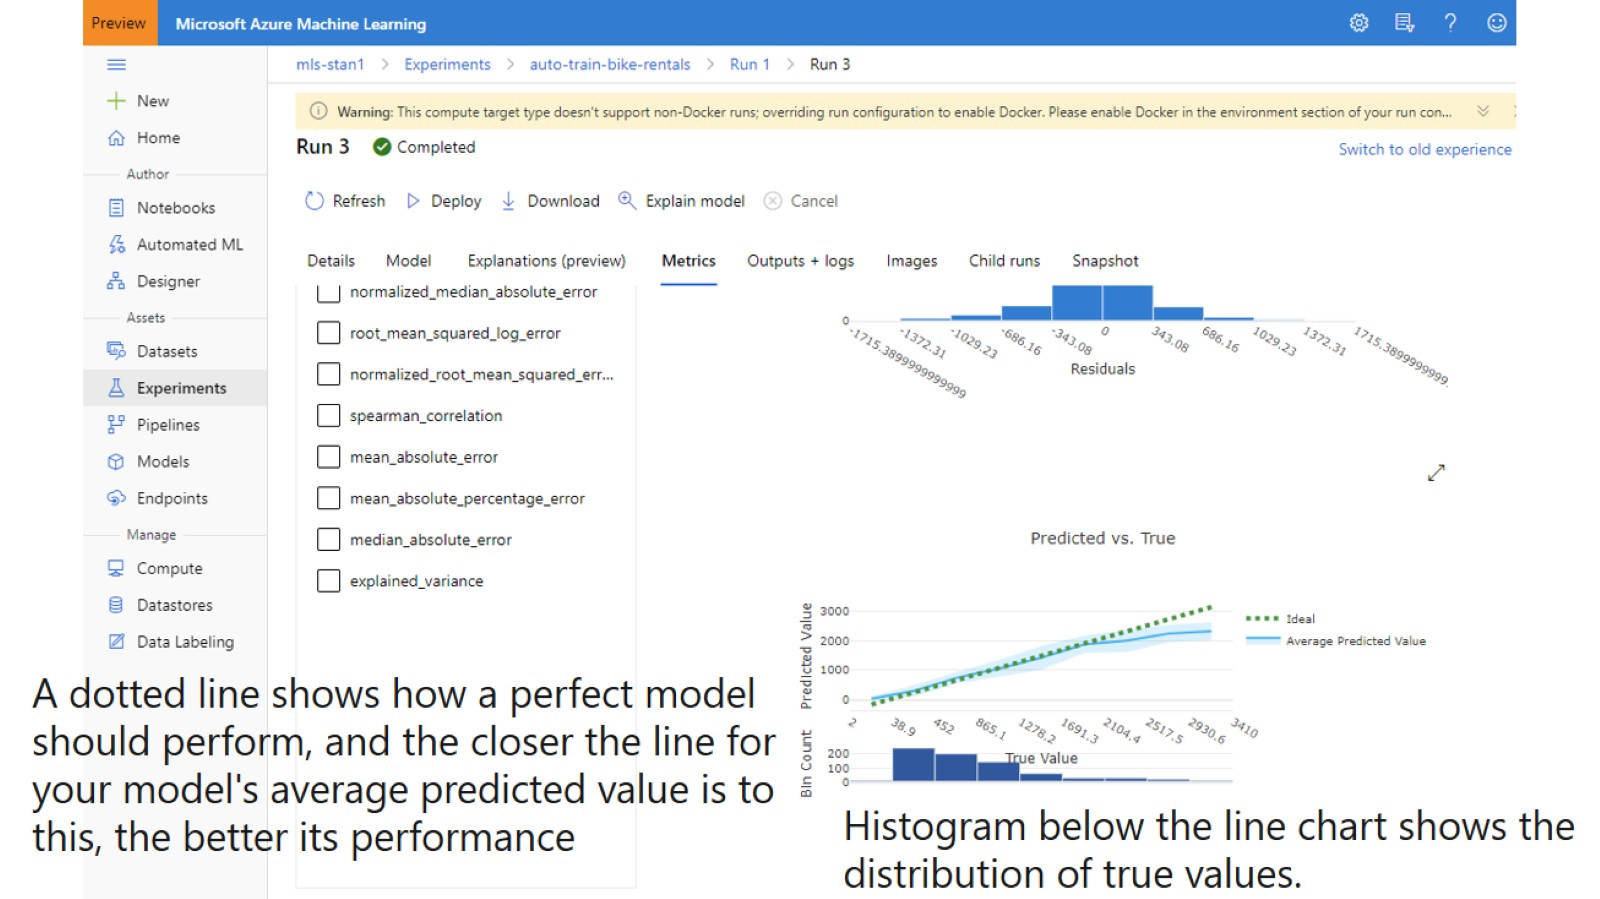 Preview
Microsoft Azure Machine Learning
mls-stan1 > Experiments > auto-train-bike-rentals > Run 1 > Run 3
New
Home
Author
Notebooks
Automated ML
Designer
Assets
Datasets
Experiments
Pipelines
Models
Endpoints
Manage
Compute
Datastores
Data Labeling
Warning: This compute target type doesn't support non-Docker runs; overriding run configuration to enable Docker. Please enable Docker in the environment section of your run con...
Run 3 Completed
Switch to old experience
Refresh Deploy Download Explain model Cancel
Details Model Explanations (preview) Metrics Outputs + logs Images Child runs Snapshot
normalized_median_absolute_error
root_mean_squared_log_error
normalized_root_mean_squared_err...
spearman_correlation
mean_absolute_error
mean_absolute_percentage_error
median_absolute_error
explained_variance
0
-1715.3899999999999 -1372.31 -1029.23 -686.16 -343.08 0 343.08 686.16 1029.23 1372.31 1715.3899999999.
Residuals
Predicted vs. True
Predicted Value
3000
2000
1000
0
Ideal
Average Predicted Value
2 38.9 452 865.1 1278.2 1691.3 2104.4 2517.5 2930.6 3410
True Value
Bin Count
200
100
0
A dotted line shows how a perfect model
should perform, and the closer the line for
your model's average predicted value is to
this, the better its performance
Histogram below the line chart shows the
distribution of true values.